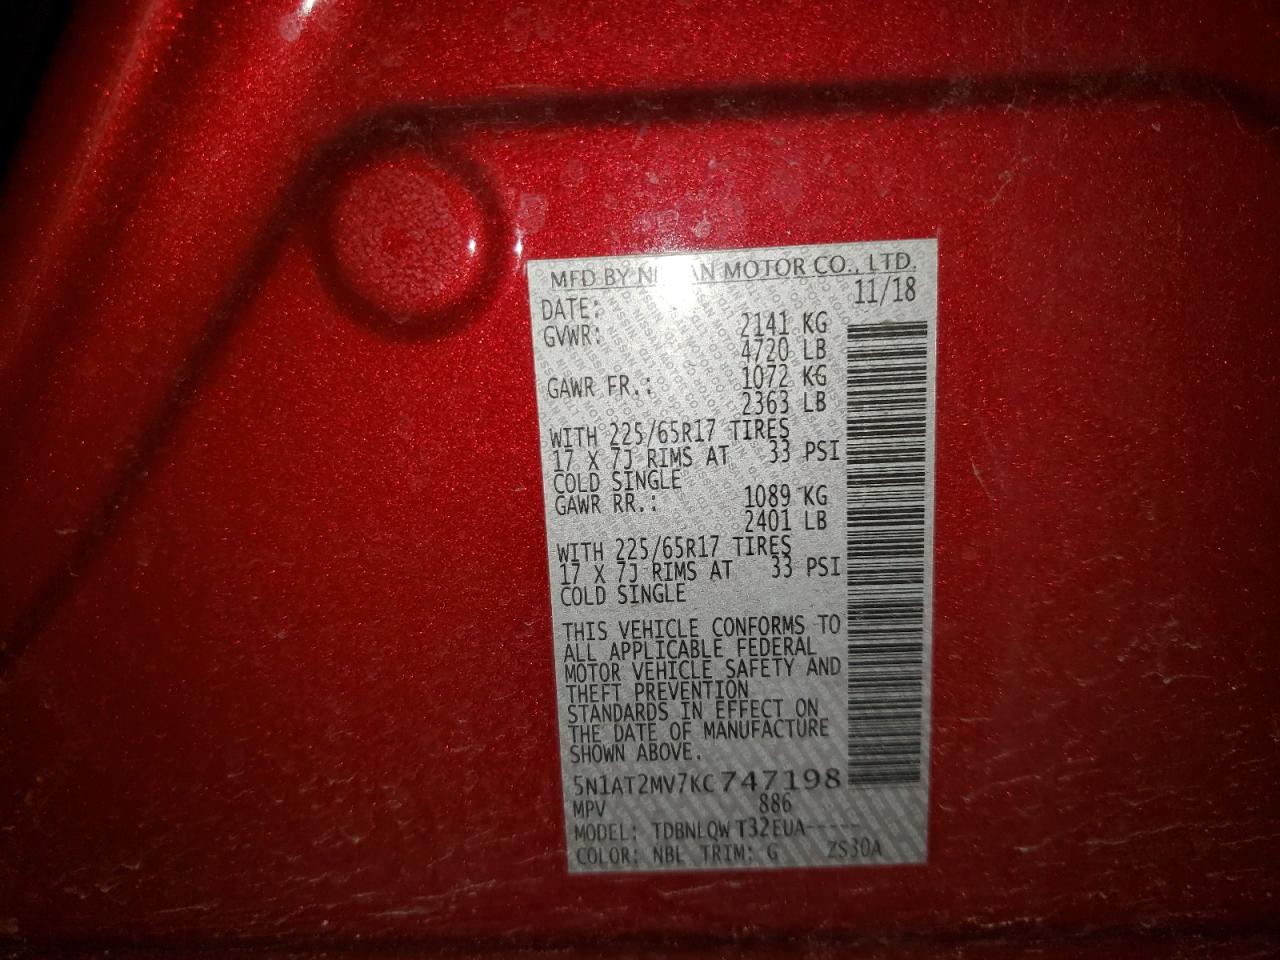 MFD BY NISSAN MOTOR CO., LTD.
DATE: 11/18
GVWR: 2141 KG
4720 LB
GAWR FR.: 1072 KG
2363 LB
WITH 225/65R17 TIRES
17 X 7J RIMS AT 33 PSI
COLD SINGLE
GAWR RR.: 1089 KG
2401 LB
WITH 225/65R17 TIRES
17 X 7J RIMS AT 33 PSI
COLD SINGLE
THIS VEHICLE CONFORMS TO
ALL APPLICABLE FEDERAL
MOTOR VEHICLE SAFETY AND
THEFT PREVENTION
STANDARDS IN EFFECT ON
THE DATE OF MANUFACTURE
SHOWN ABOVE.
5N1AT2MV7KC747198
MPV 886
MODEL: TDBNLQW T32EUA-----
COLOR: NBL TRIM: G ZS30A